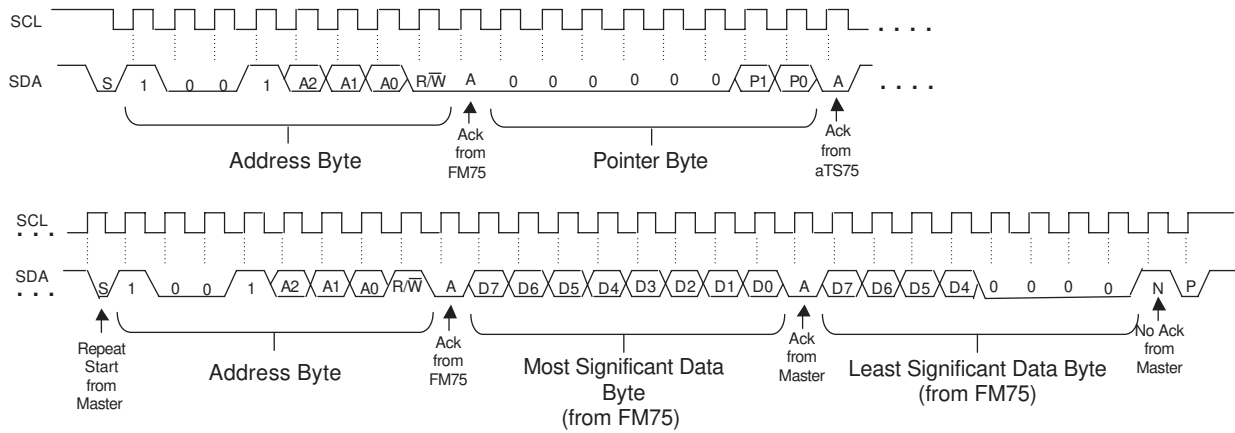 SCL
. . . .
SDA S 1 0 0 1 A2 A1 A0 R/W̅ A 0 0 0 0 0 0 P1 P0 A . . . .
Address Byte
Ack from FM75
Pointer Byte
Ack from aTS75
SCL
. . .
SDA S 1 0 0 1 A2 A1 A0 R/W̅ A D7 D6 D5 D4 D3 D2 D1 D0 A D7 D6 D5 D4 0 0 0 0 N P
. . .
Repeat Start from Master
Address Byte
Ack from FM75
Most Significant Data Byte (from FM75)
Ack from Master
Least Significant Data Byte (from FM75)
No Ack from Master